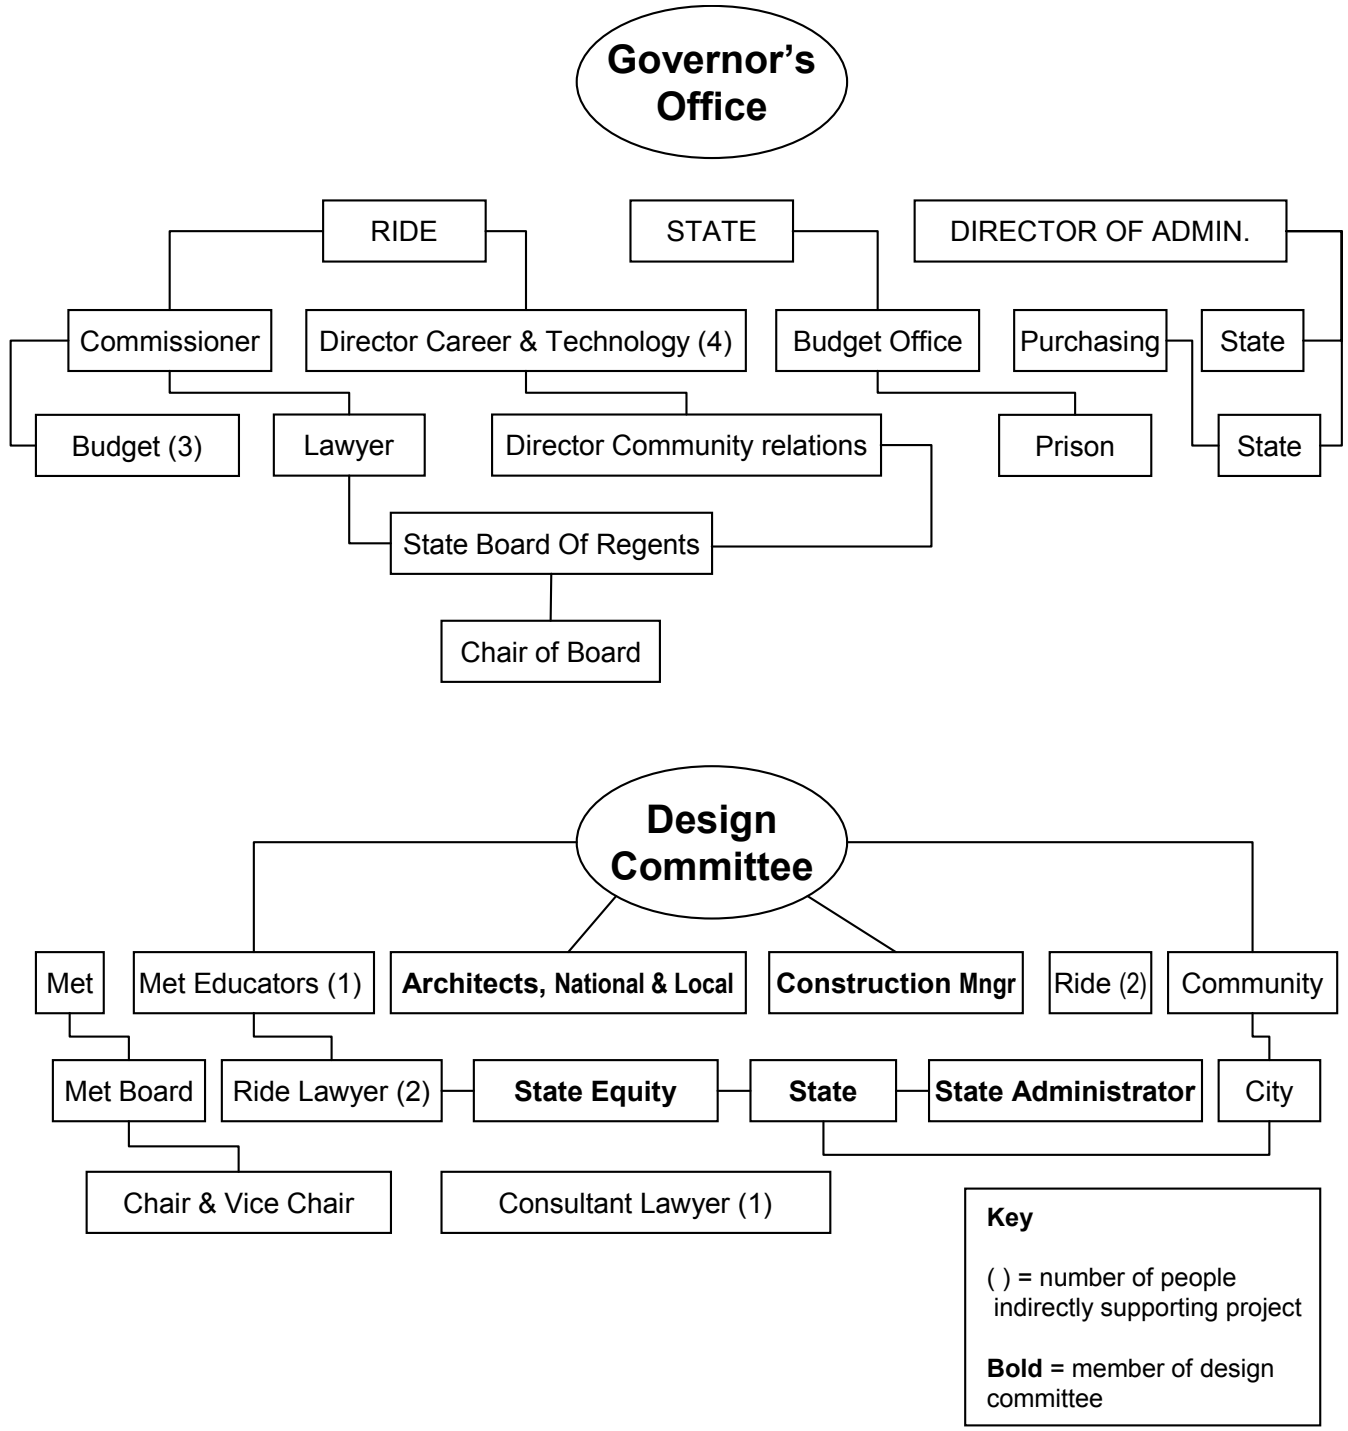 Governor’s
Office
RIDE
STATE
DIRECTOR OF ADMIN.
Commissioner
Director Career & Technology (4)
Budget Office
Purchasing
State
Budget (3)
Lawyer
Director Community relations
Prison
State
State Board Of Regents
Chair of Board
Design
Committee
Met
Met Educators (1)
Architects, National & Local
Construction Mngr
Ride (2)
Community
Met Board
Ride Lawyer (2)
State Equity
State
State Administrator
City
Chair & Vice Chair
Consultant Lawyer (1)
Key
( ) = number of people
indirectly supporting project
Bold = member of design
committee